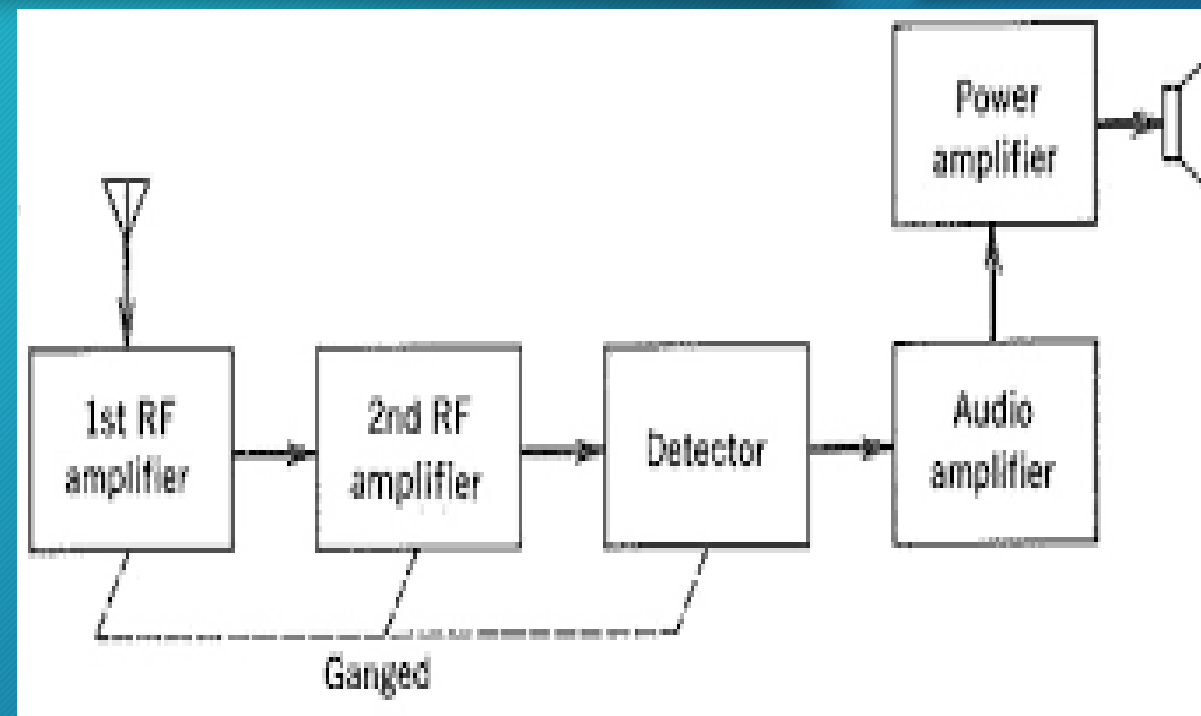 Power
amplifier
1st RF
amplifier
2nd RF
amplifier
Detector
Audio
amplifier
Ganged